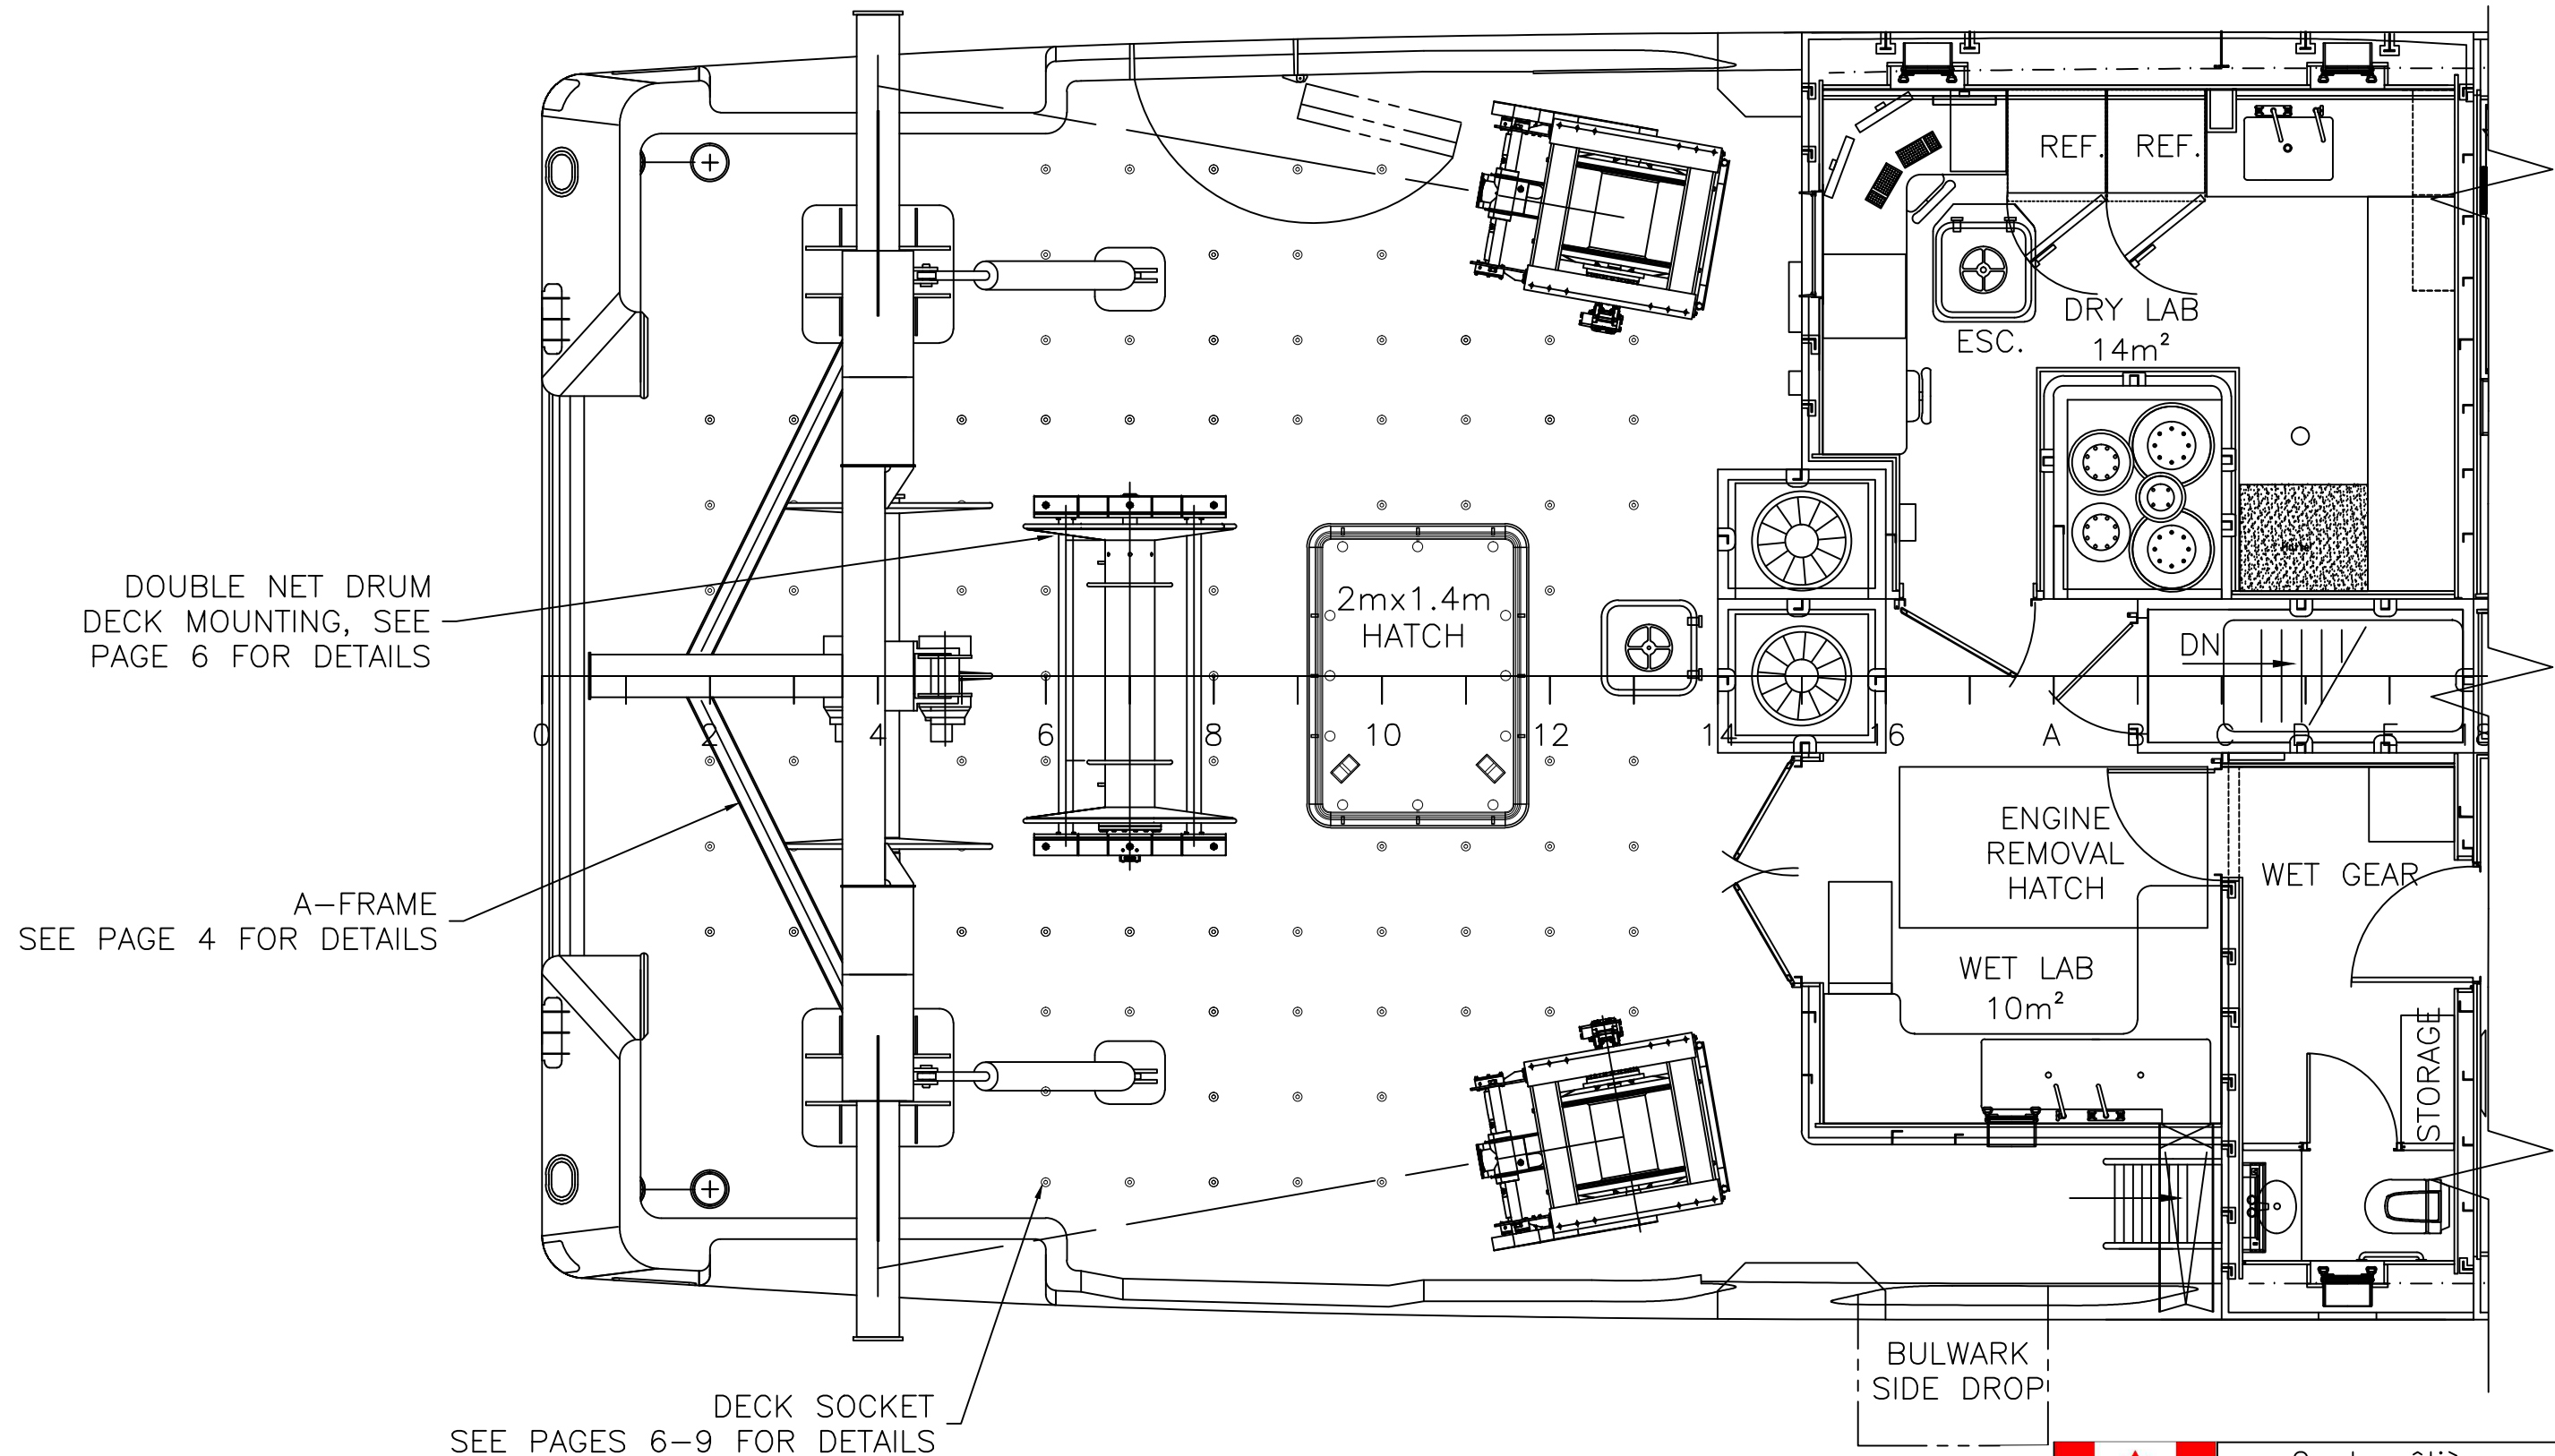 REF.
REF.
DRY LAB
14m²
ESC.
DOUBLE NET DRUM
DECK MOUNTING, SEE
PAGE 6 FOR DETAILS
2mx1.4m
HATCH
DN
0 2 4 6 8 10 12 14 16 A B C D E
A-FRAME
SEE PAGE 4 FOR DETAILS
ENGINE
REMOVAL
HATCH
WET GEAR
WET LAB
10m²
STORAGE
BULWARK
SIDE DROP
DECK SOCKET
SEE PAGES 6-9 FOR DETAILS